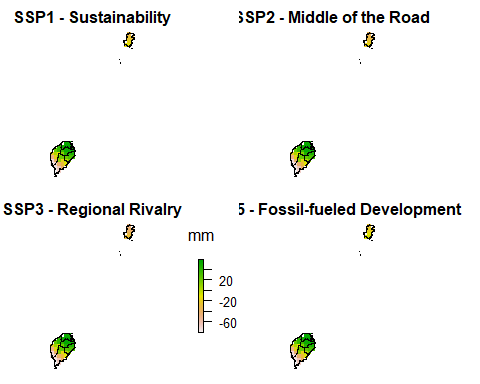 SSP1 - Sustainability
SSP2 - Middle of the Road
SSP3 - Regional Rivalry
5 - Fossil-fueled Development
mm
20
-20
-60